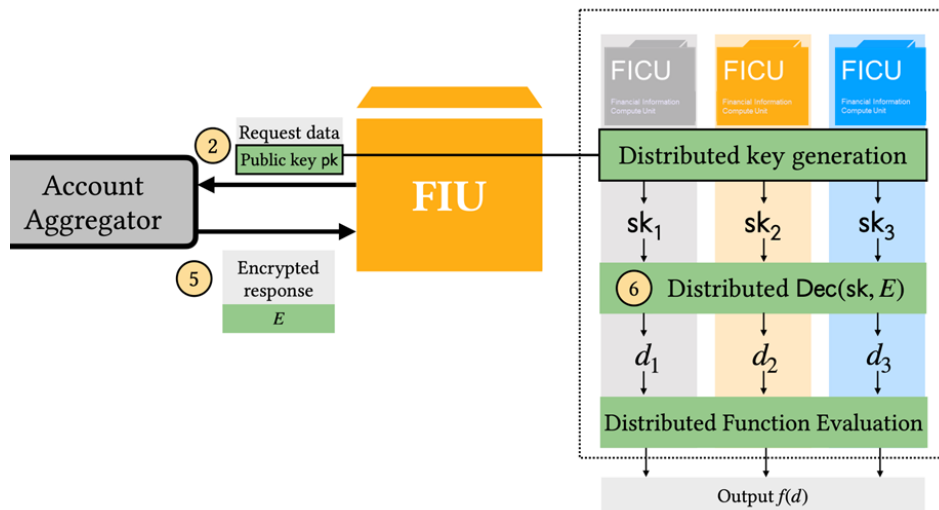 FICU
Financial Information
Compute Unit
FICU
Financial Information
Compute Unit
FICU
Financial Information
Compute Unit
2
Request data
Public key pk
Distributed key generation
Account
Aggregator
FIU
sk1
sk2
sk3
5
Encrypted
response
E
6
Distributed Dec(sk, E)
d1
d2
d3
Distributed Function Evaluation
Output f(d)